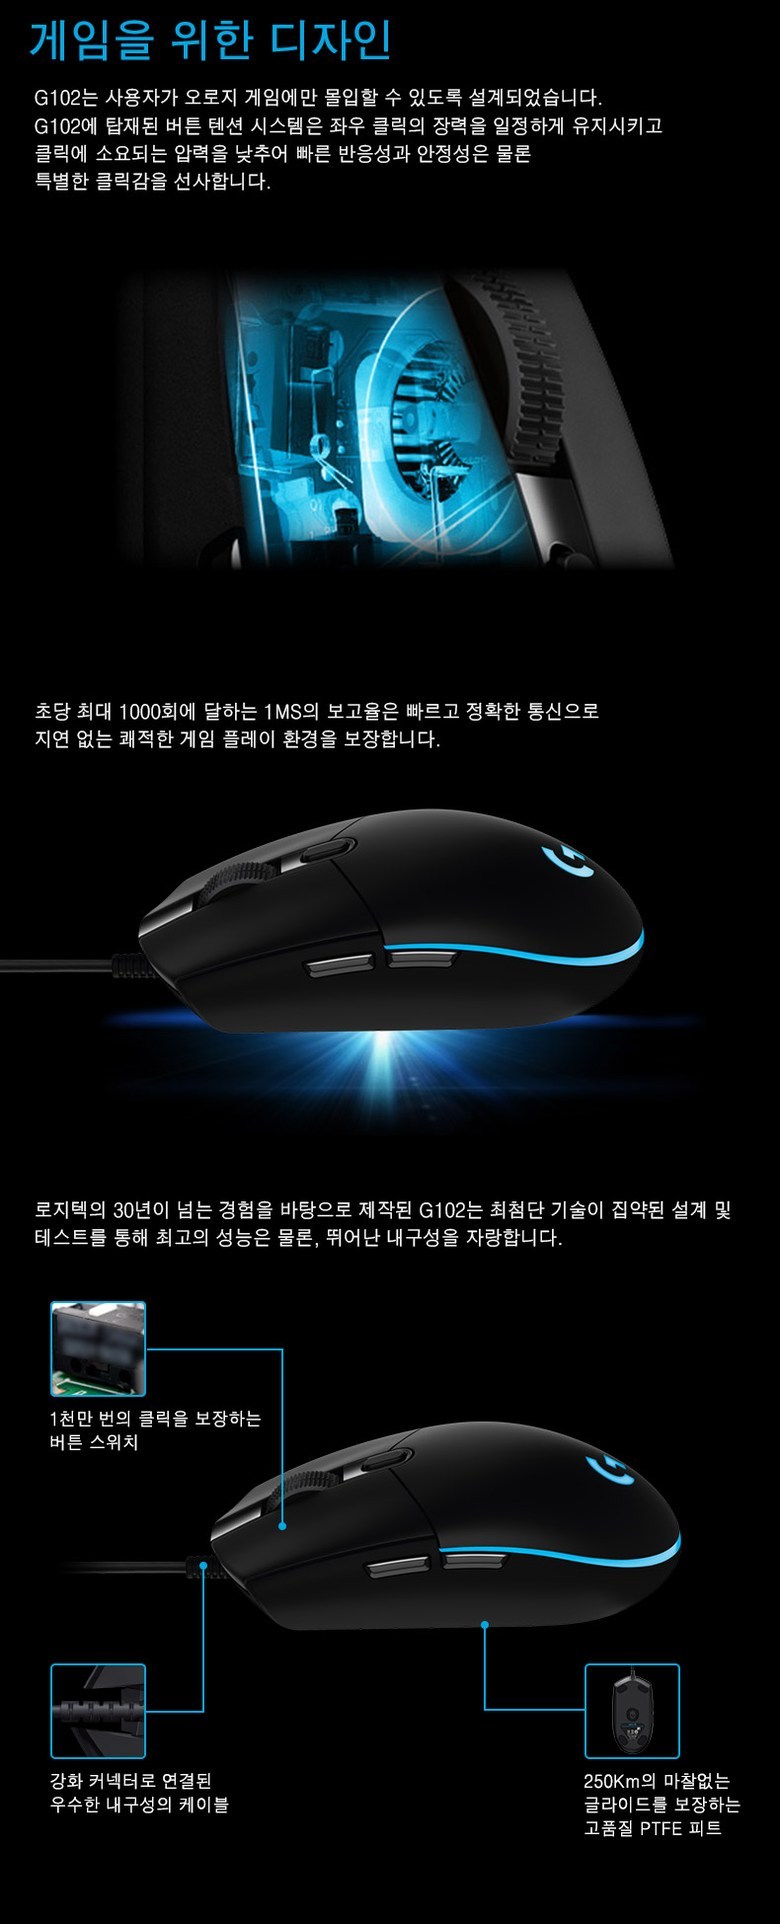 게임을 위한 디자인
G102는 사용자가 오로지 게임에만 몰입할 수 있도록 설계되었습니다.
G102에 탑재된 버튼 텐션 시스템은 좌우 클릭의 장력을 일정하게 유지시키고
클릭에 소요되는 압력을 낮추어 빠른 반응성과 안정성은 물론
특별한 클릭감을 선사합니다.
초당 최대 1000회에 달하는 1MS의 보고율은 빠르고 정확한 통신으로
지연 없는 쾌적한 게임 플레이 환경을 보장합니다.
로지텍의 30년이 넘는 경험을 바탕으로 제작된 G102는 최첨단 기술이 집약된 설계 및
테스트를 통해 최고의 성능은 물론, 뛰어난 내구성을 자랑합니다.
1천만 번의 클릭을 보장하는
버튼 스위치
강화 커넥터로 연결된
우수한 내구성의 케이블
250Km의 마찰없는
글라이드를 보장하는
고품질 PTFE 피트